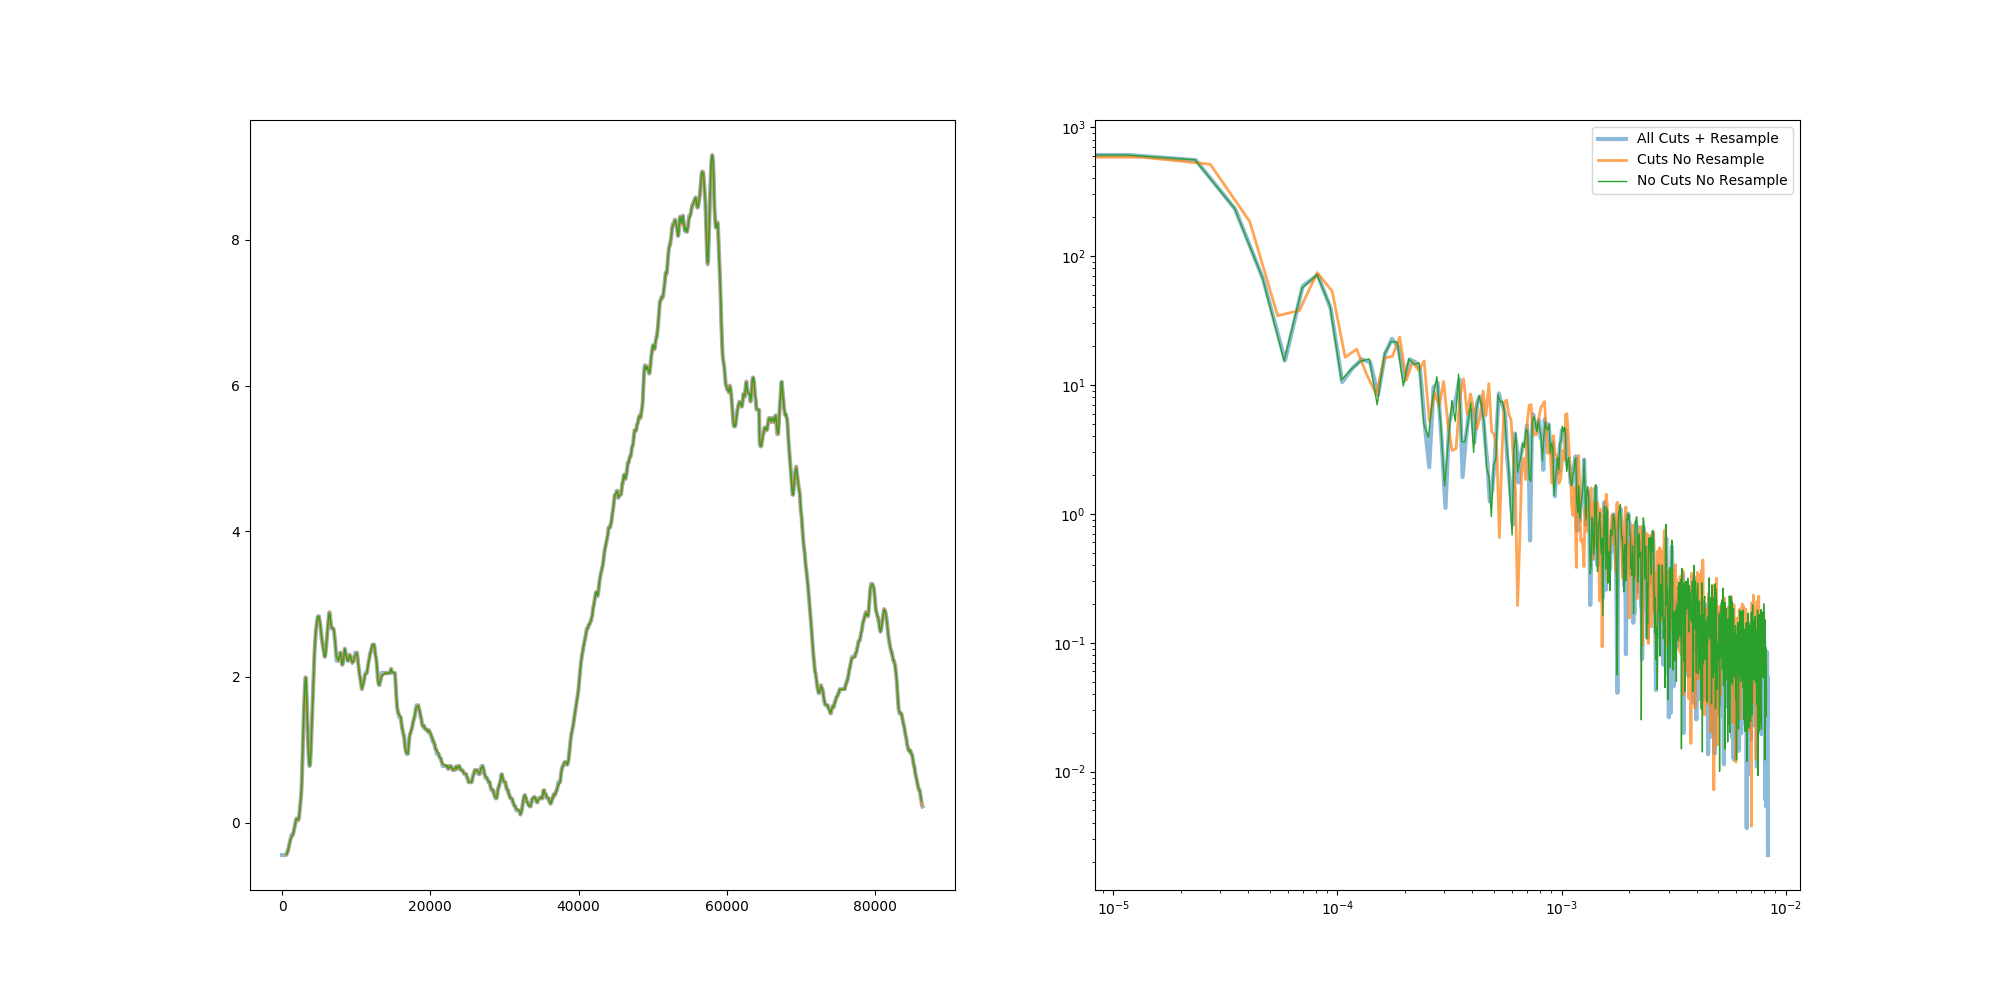 8
6
4
2
0
0 20000 40000 60000 80000
10³
10²
10¹
10⁰
10⁻¹
10⁻²
10⁻⁵ 10⁻⁴ 10⁻³ 10⁻²
All Cuts + Resample
Cuts No Resample
No Cuts No Resample